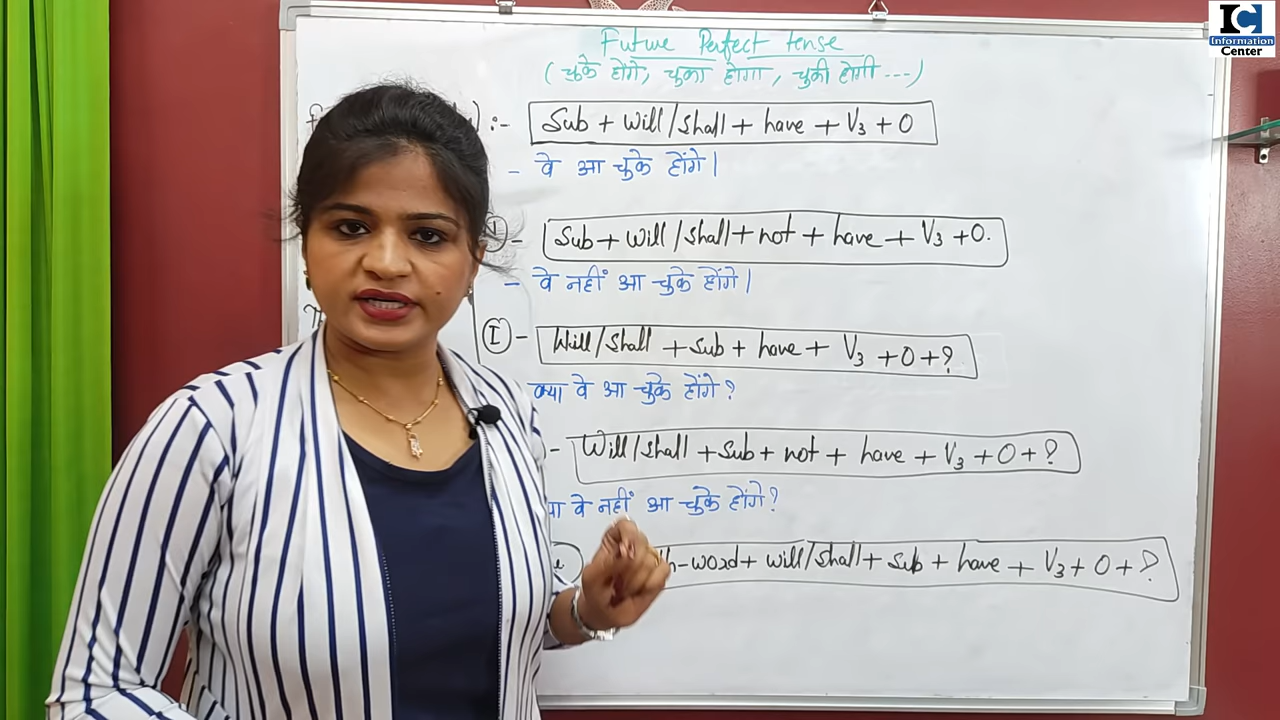 IC
Information
Center
Future Perfect tense
(चुके होंगे, चुका होगा, चुकी होगी ---)
:- Sub + will/shall + have + V3 + O
- वे आ चुके होंगे।
- Sub + will/shall + not + have + V3 + O.
- वे नहीं आ चुके होंगे।
I - Will/shall + sub + have + V3 + O + ?
क्या वे आ चुके होंगे?
- Will/shall + sub + not + have + V3 + O + ?
वे नहीं आ चुके होंगे?
word + will/shall + sub + have + V3 + O + ?